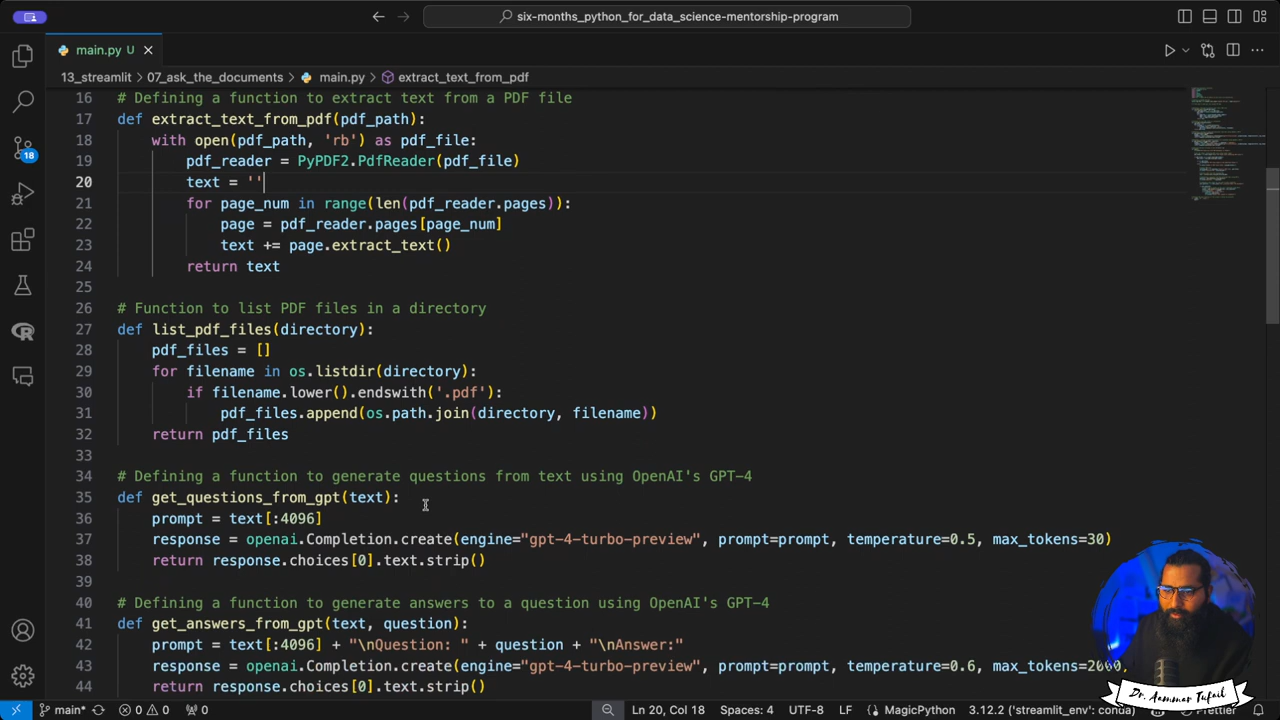 six-months_python_for_data_science-mentorship-program
main.py U
13_streamlit > 07_ask_the_documents > main.py > extract_text_from_pdf
16 # Defining a function to extract text from a PDF file
17 def extract_text_from_pdf(pdf_path):
18 with open(pdf_path, 'rb') as pdf_file:
19 pdf_reader = PyPDF2.PdfReader(pdf_file)
20 text = ''
21 for page_num in range(len(pdf_reader.pages)):
22 page = pdf_reader.pages[page_num]
23 text += page.extract_text()
24 return text
25
26 # Function to list PDF files in a directory
27 def list_pdf_files(directory):
28 pdf_files = []
29 for filename in os.listdir(directory):
30 if filename.lower().endswith('.pdf'):
31 pdf_files.append(os.path.join(directory, filename))
32 return pdf_files
33
34 # Defining a function to generate questions from text using OpenAI's GPT-4
35 def get_questions_from_gpt(text):
36 prompt = text[:4096]
37 response = openai.Completion.create(engine="gpt-4-turbo-preview", prompt=prompt, temperature=0.5, max_tokens=30)
38 return response.choices[0].text.strip()
39
40 # Defining a function to generate answers to a question using OpenAI's GPT-4
41 def get_answers_from_gpt(text, question):
42 prompt = text[:4096] + "\nQuestion: " + question + "\nAnswer:"
43 response = openai.Completion.create(engine="gpt-4-turbo-preview", prompt=prompt, temperature=0.6, max_tokens=2000,
44 return response.choices[0].text.strip()
18
Dr. Aammar Tufail
main* 0 0 0 Ln 20, Col 18 Spaces: 4 UTF-8 LF MagicPython 3.12.2 ('streamlit_env': conda) Prettier